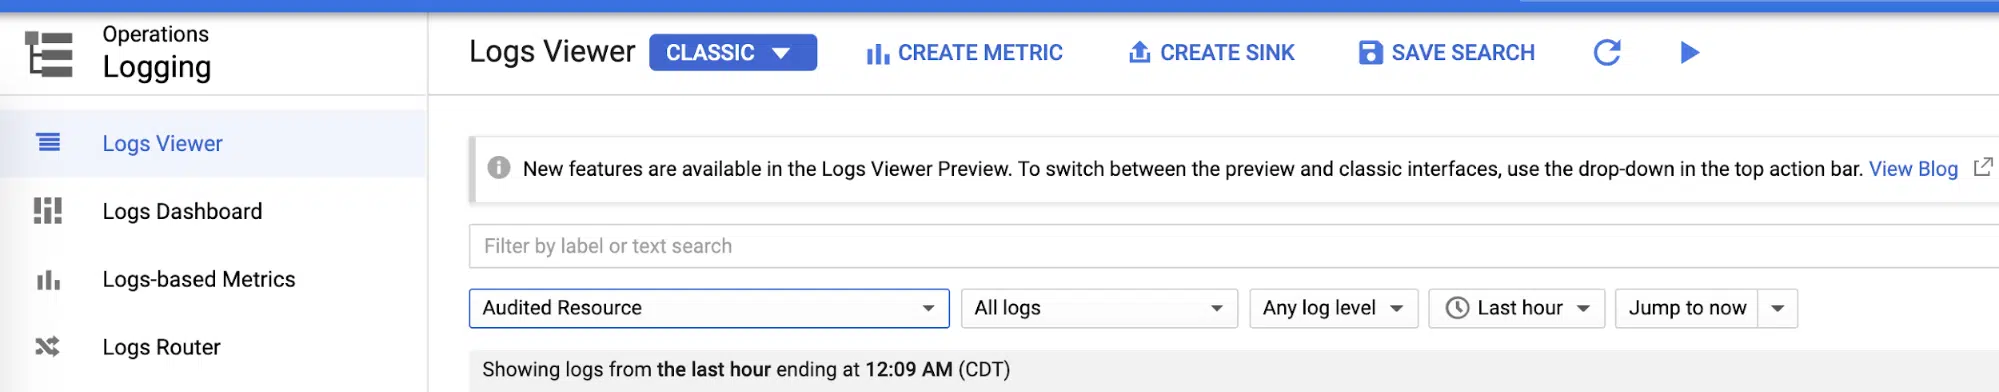 Operations
Logging
Logs Viewer
Logs Dashboard
Logs-based Metrics
Logs Router
Logs Viewer CLASSIC CREATE METRIC CREATE SINK SAVE SEARCH
New features are available in the Logs Viewer Preview. To switch between the preview and classic interfaces, use the drop-down in the top action bar. View Blog
Filter by label or text search
Audited Resource All logs Any log level Last hour Jump to now
Showing logs from the last hour ending at 12:09 AM (CDT)